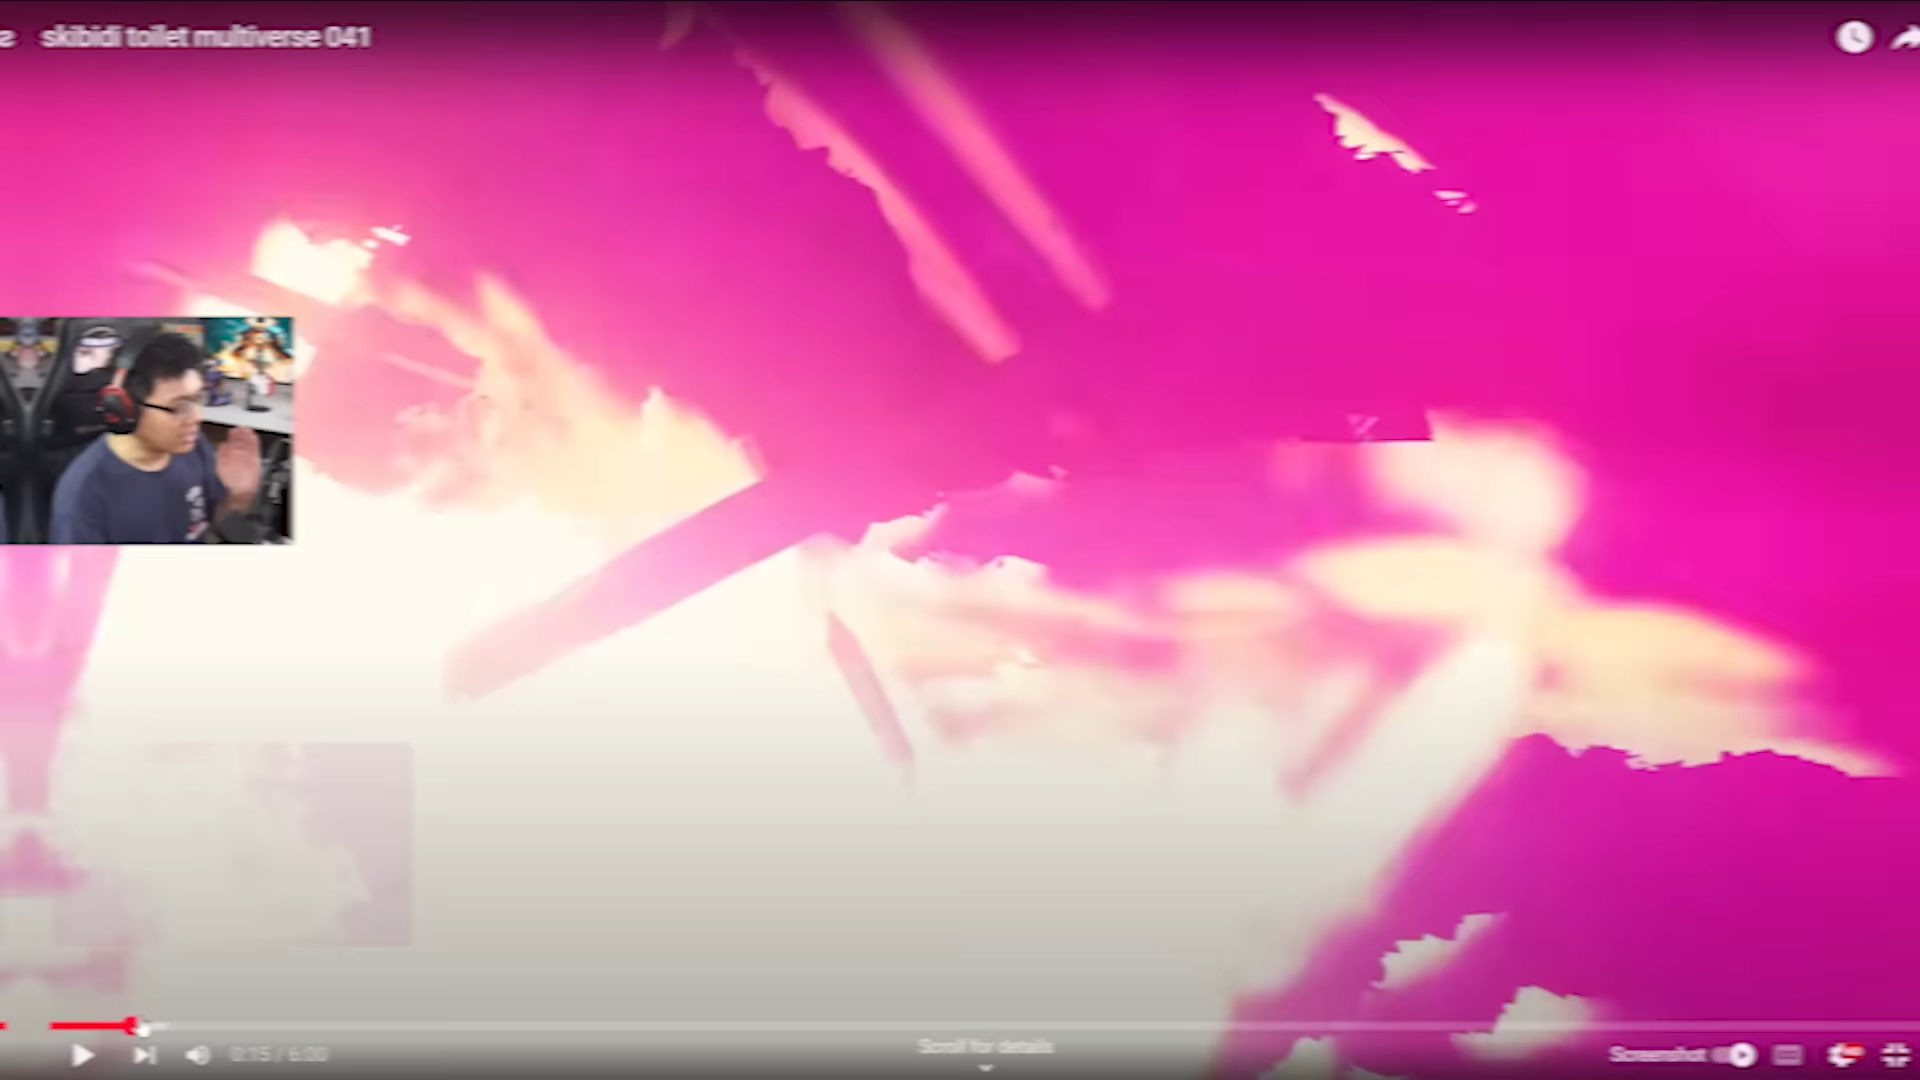 skibidi toilet multiverse 041
0:15 / 6:00
Scroll for details
Screenshot